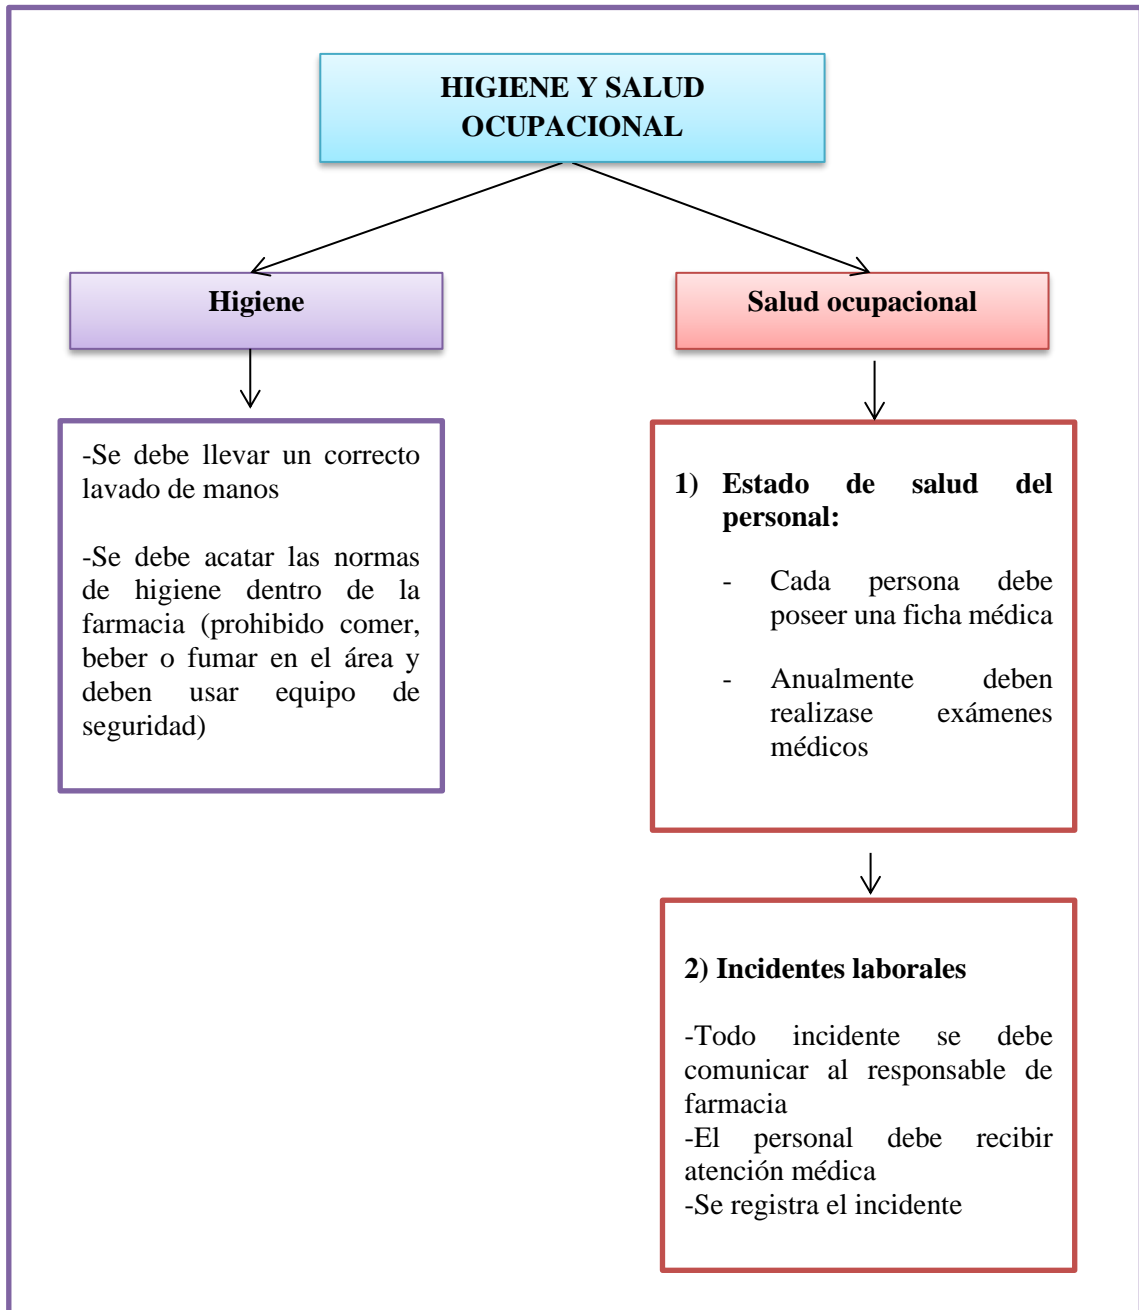 HIGIENE Y SALUD
OCUPACIONAL
Higiene
Salud ocupacional
-Se debe llevar un correcto
lavado de manos
-Se debe acatar las normas
de higiene dentro de la
farmacia (prohibido comer,
beber o fumar en el área y
deben usar equipo de
seguridad)
1) Estado de salud del
personal:
- Cada persona debe
poseer una ficha médica
- Anualmente deben
realizase exámenes
médicos
2) Incidentes laborales
-Todo incidente se debe
comunicar al responsable de
farmacia
-El personal debe recibir
atención médica
-Se registra el incidente